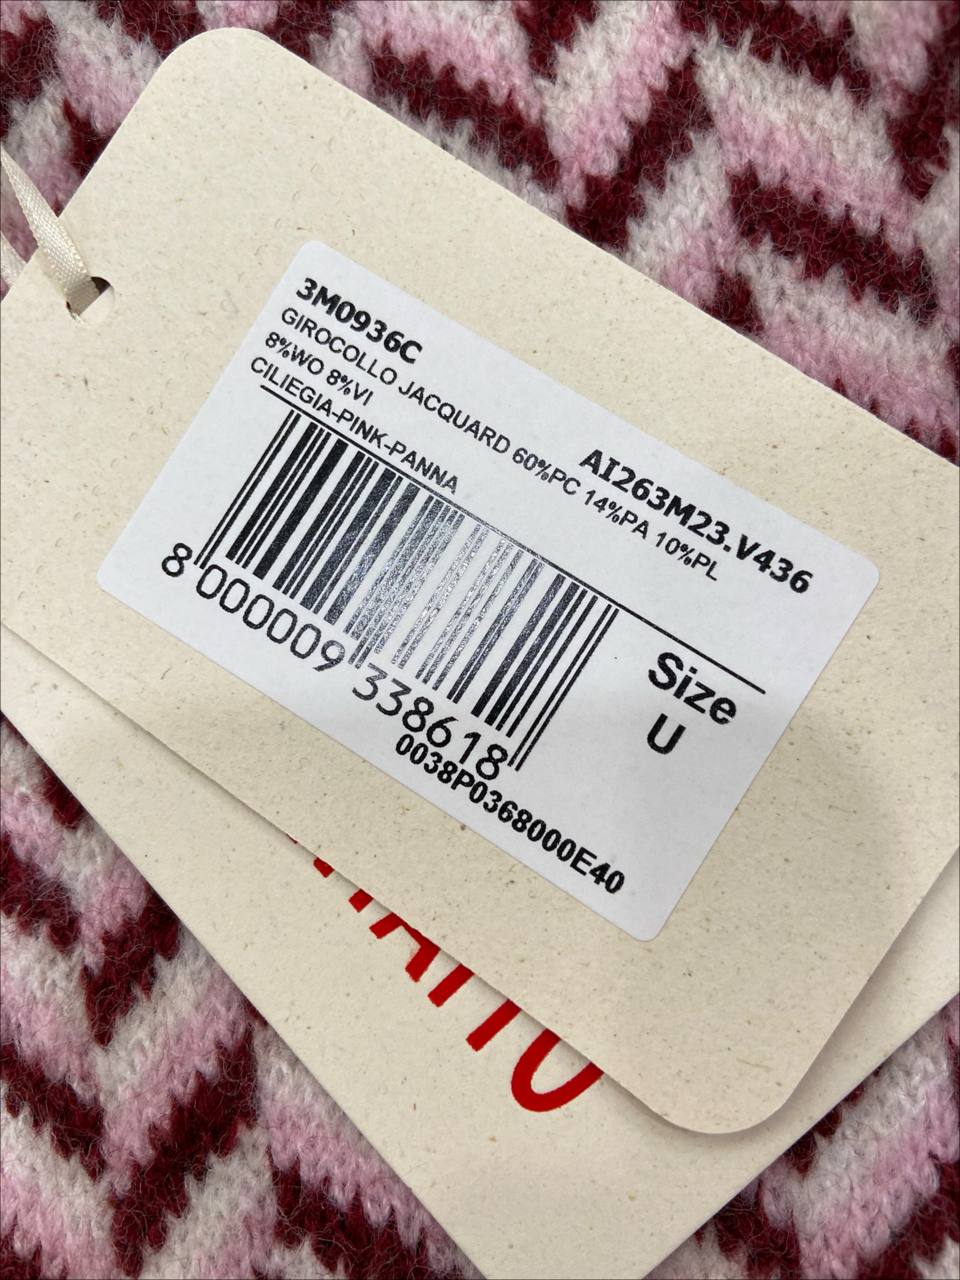 3M0936C
AI263M23.V436
GIROCOLLO JACQUARD 60%PC 14%PA 10%PL
8%WO 8%VI
CILIEGIA-PINK-PANNA
Size
U
8 000009 338618
0038P0368000E40